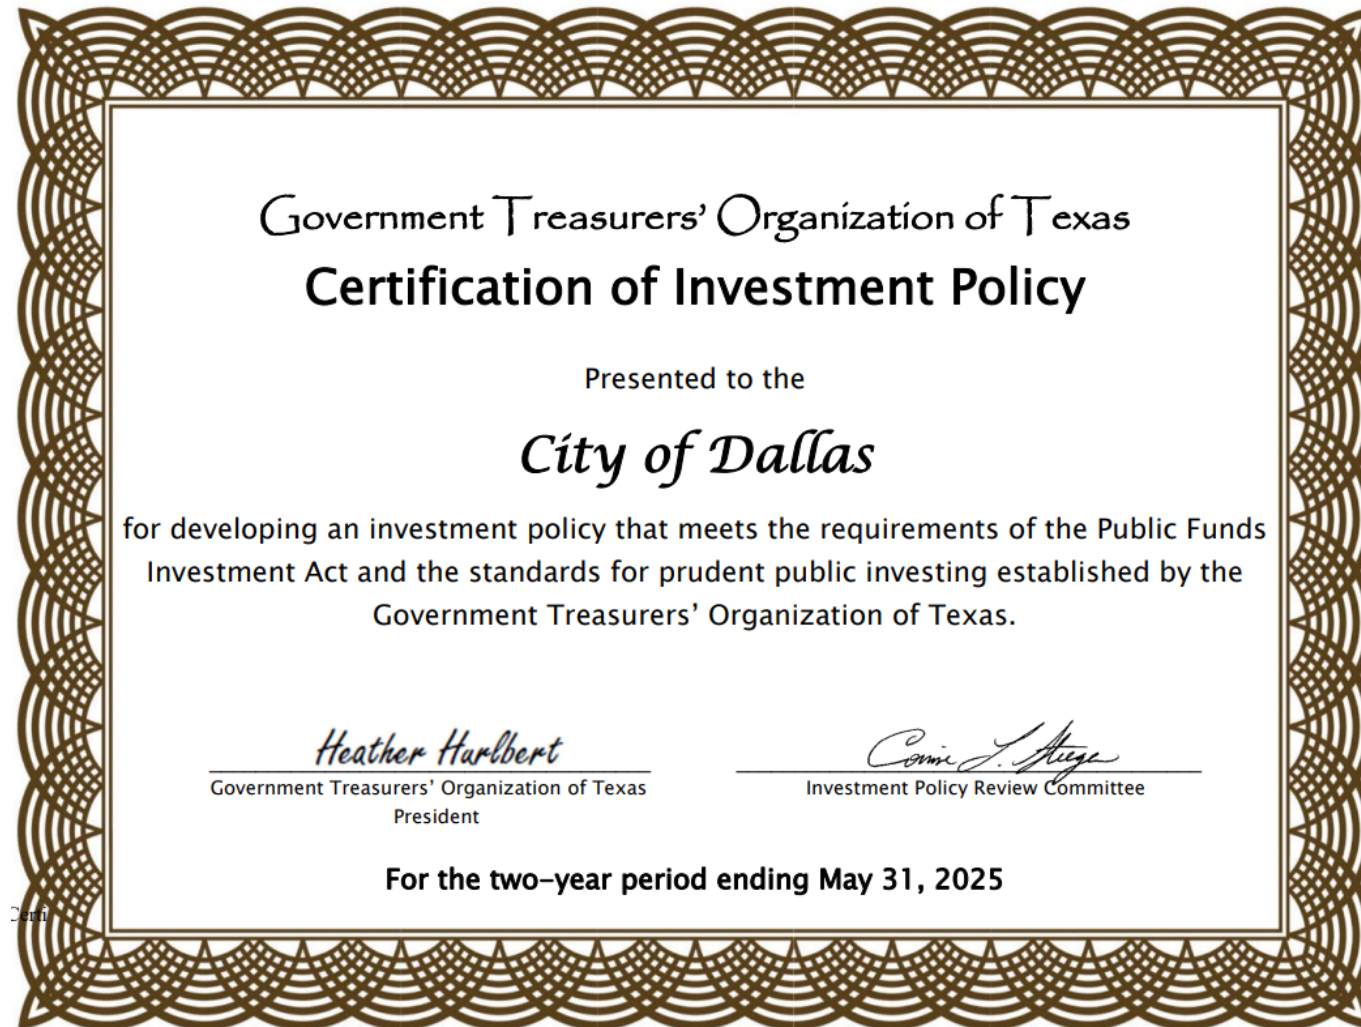 Government Treasurers’ Organization of Texas
Certification of Investment Policy
Presented to the
City of Dallas
for developing an investment policy that meets the requirements of the Public Funds
Investment Act and the standards for prudent public investing established by the
Government Treasurers’ Organization of Texas.
Heather Hurlbert
Government Treasurers’ Organization of Texas
President
L.
Investment Policy Review Committee
For the two-year period ending May 31, 2025
Certi